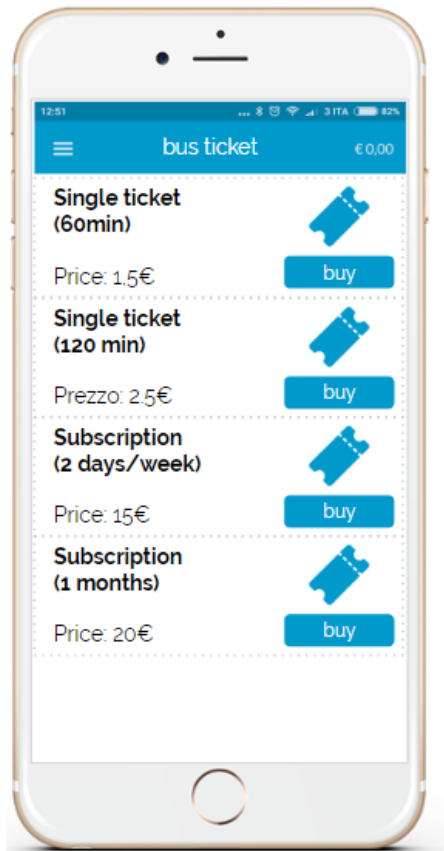 12:51 ... 3 ITA 82%
bus ticket € 0,00
Single ticket
(60min)
Price: 1,5€ buy
Single ticket
(120 min)
Prezzo: 2.5€ buy
Subscription
(2 days/week)
Price: 15€ buy
Subscription
(1 months)
Price: 20€ buy